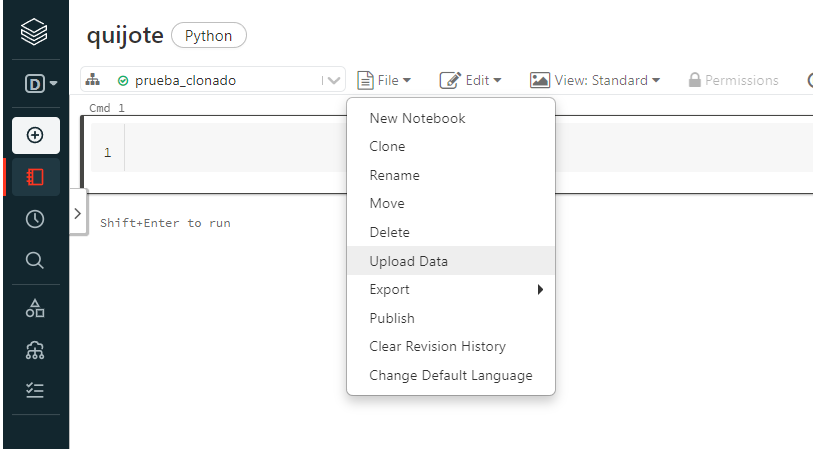 quijote Python
D prueba_clonado File Edit View: Standard Permissions
Cmd 1
1
Shift+Enter to run
New Notebook
Clone
Rename
Move
Delete
Upload Data
Export
Publish
Clear Revision History
Change Default Language